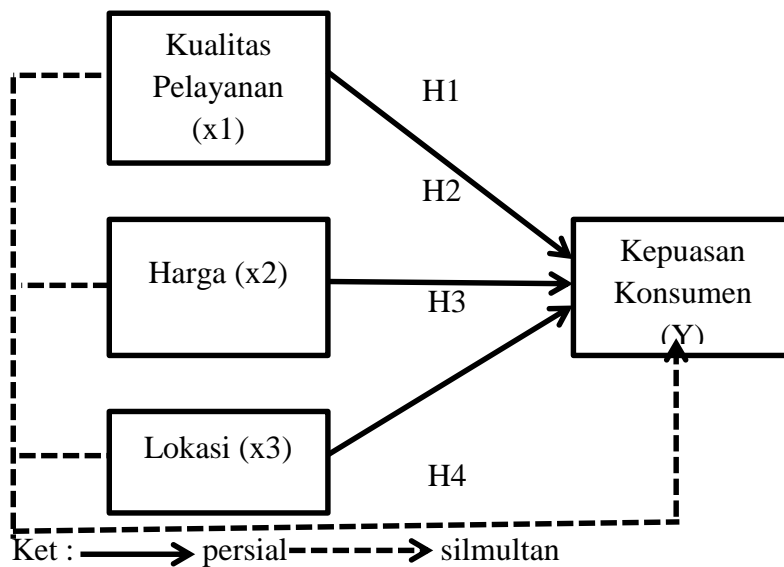 Kualitas
Pelayanan
(x1)
H1
H2
Harga (x2)
H3
Kepuasan
Konsumen
(Y)
Lokasi (x3)
H4
Ket : persial silmultan